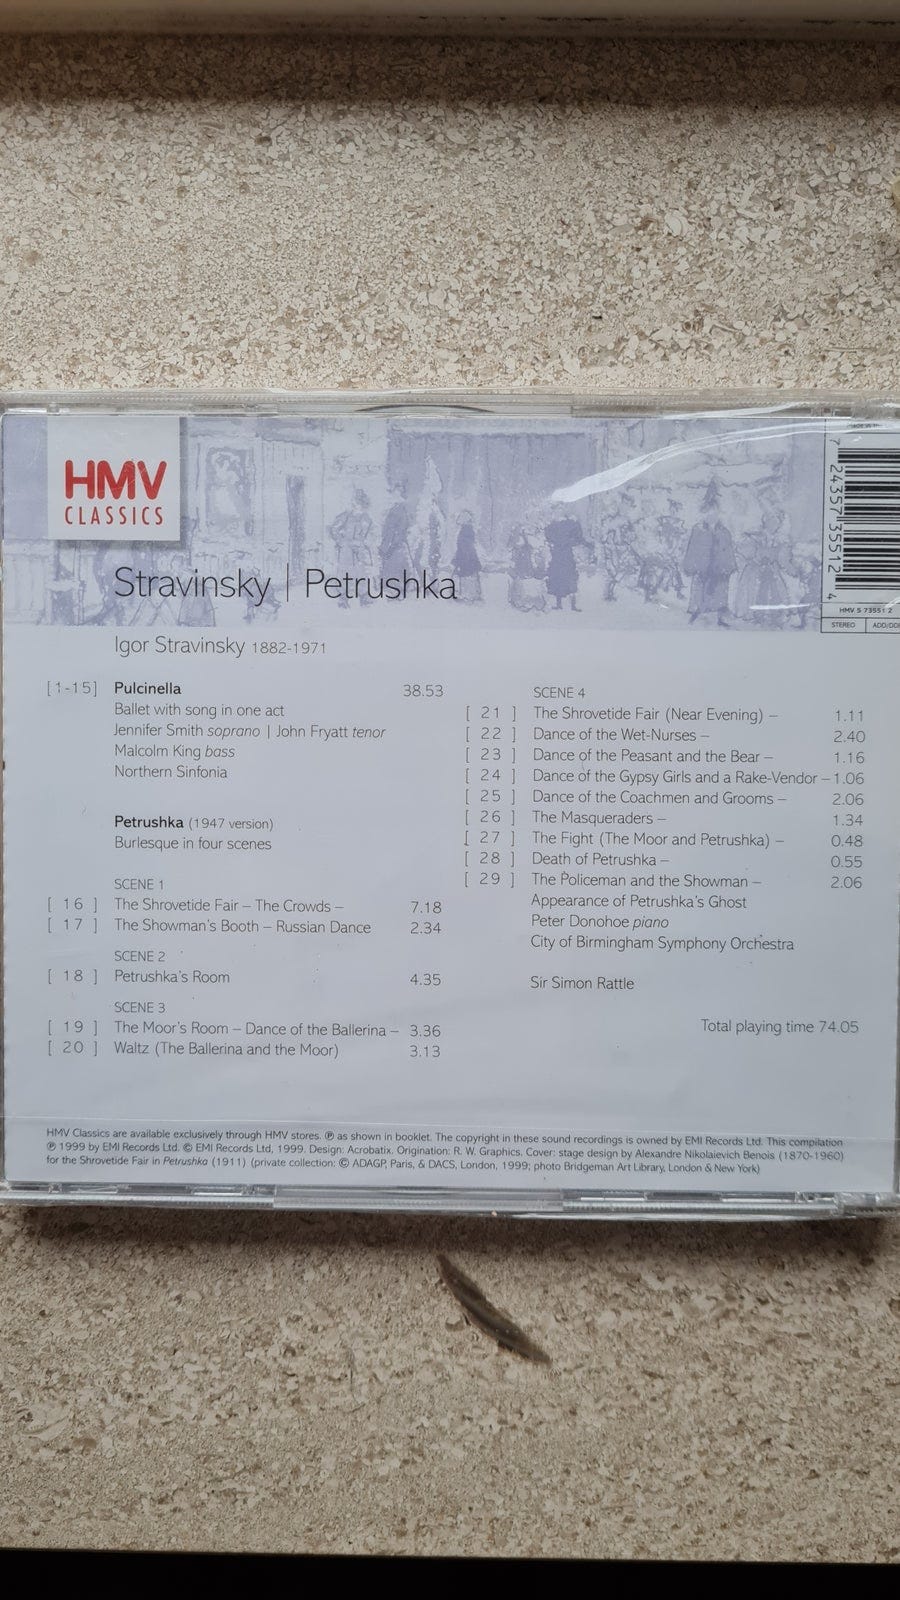 HMV
CLASSICS
Stravinsky | Petrushka
7 24357 35512 4
HMV 5 73551 2
STEREO ADD/DD
Igor Stravinsky 1882-1971
[1-15] Pulcinella 38.53
Ballet with song in one act
Jennifer Smith soprano | John Fryatt tenor
Malcolm King bass
Northern Sinfonia
Petrushka (1947 version)
Burlesque in four scenes
SCENE 1
[ 16 ] The Shrovetide Fair – The Crowds – 7.18
[ 17 ] The Showman's Booth – Russian Dance 2.34
SCENE 2
[ 18 ] Petrushka's Room 4.35
SCENE 3
[ 19 ] The Moor's Room – Dance of the Ballerina – 3.36
[ 20 ] Waltz (The Ballerina and the Moor) 3.13
SCENE 4
[ 21 ] The Shrovetide Fair (Near Evening) – 1.11
[ 22 ] Dance of the Wet-Nurses – 2.40
[ 23 ] Dance of the Peasant and the Bear – 1.16
[ 24 ] Dance of the Gypsy Girls and a Rake-Vendor – 1.06
[ 25 ] Dance of the Coachmen and Grooms – 2.06
[ 26 ] The Masqueraders – 1.34
[ 27 ] The Fight (The Moor and Petrushka) – 0.48
[ 28 ] Death of Petrushka – 0.55
[ 29 ] The Policeman and the Showman – 2.06
Appearance of Petrushka's Ghost
Peter Donohoe piano
City of Birmingham Symphony Orchestra
Sir Simon Rattle
Total playing time 74.05
HMV Classics are available exclusively through HMV stores. ℗ as shown in booklet. The copyright in these sound recordings is owned by EMI Records Ltd. This compilation
℗ 1999 by EMI Records Ltd. © EMI Records Ltd, 1999. Design: Acrobatix. Origination: R. W. Graphics. Cover: stage design by Alexandre Nikolaievich Benois (1870-1960)
for the Shrovetide Fair in Petrushka (1911) (private collection: © ADAGP, Paris, & DACS, London, 1999; photo Bridgeman Art Library, London & New York)